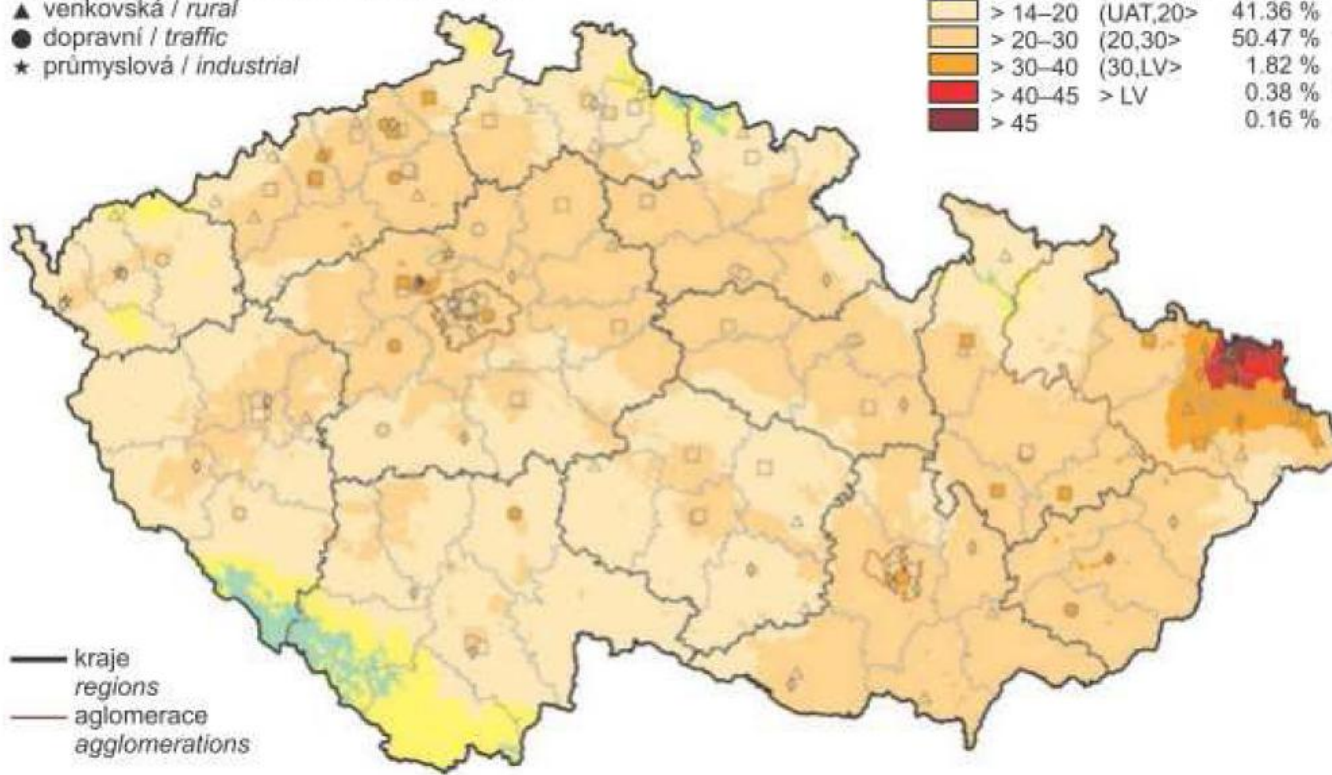 ▲ venkovská / rural
● dopravní / traffic
★ průmyslová / industrial
> 14–20 (UAT,20> 41.36 %
> 20–30 (20,30> 50.47 %
> 30–40 (30,LV> 1.82 %
> 40–45 > LV 0.38 %
> 45 0.16 %
kraje
regions
aglomerace
agglomerations